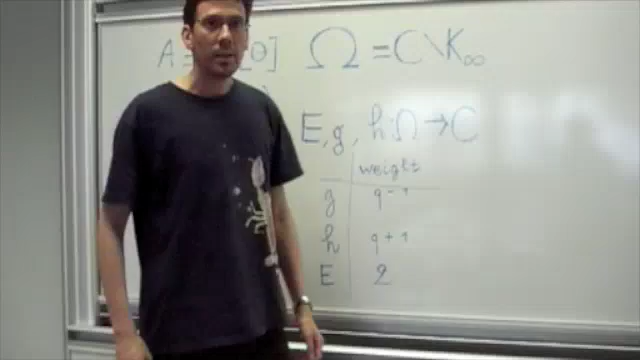 A = [θ] Ω = C \ K∞
E, g, h : Ω → C
weight
g q - 1
h q + 1
E 2